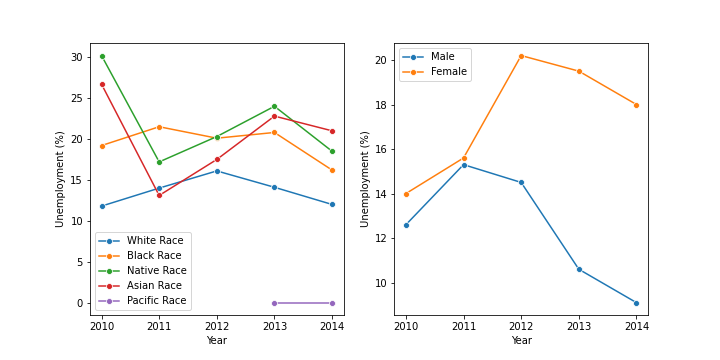 30
25
20
15
10
5
0
Unemployment (%)
White Race
Black Race
Native Race
Asian Race
Pacific Race
2010 2011 2012 2013 2014
Year
20
18
16
14
12
10
Unemployment (%)
Male
Female
2010 2011 2012 2013 2014
Year